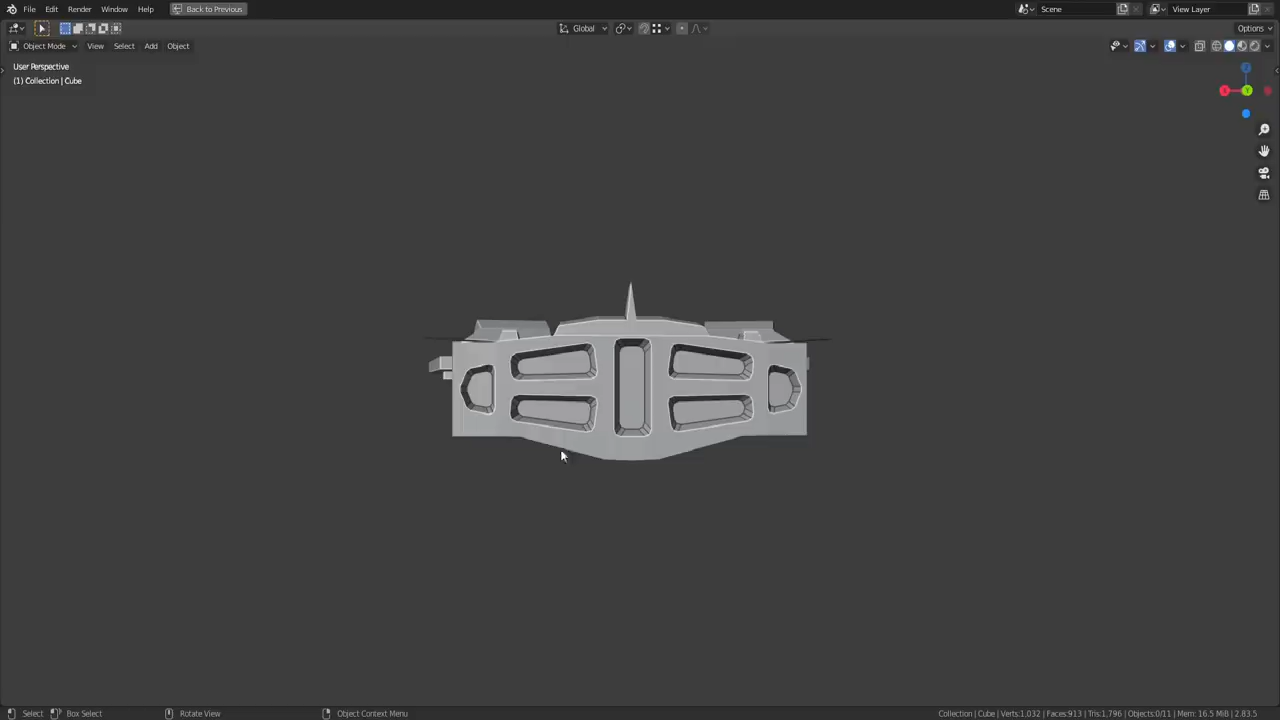 File Edit Render Window Help Back to Previous Scene View Layer
Global Options
Object Mode View Select Add Object
User Perspective
(1) Collection | Cube
Z
X Y
Select Box Select Rotate View Object Context Menu Collection | Cube | Verts:1,032 | Faces:913 | Tris:1,796 | Objects:0/11 | Mem: 16.5 MiB | 2.83.5